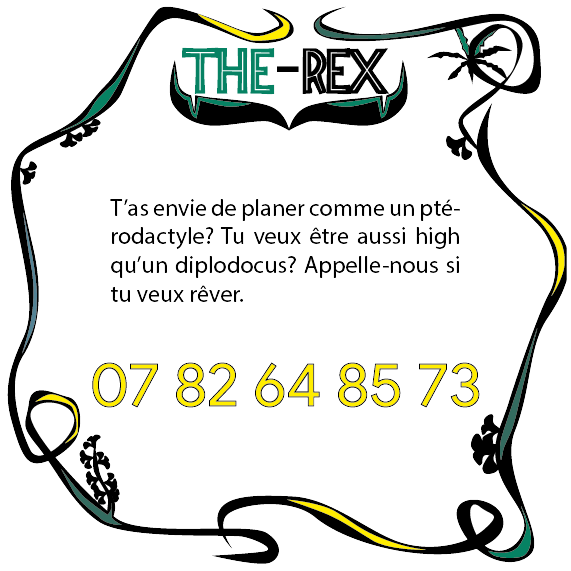 THE-REX
T’as envie de planer comme un pté-
rodactyle? Tu veux être aussi high
qu’un diplodocus? Appelle-nous si
tu veux rêver.
07 82 64 85 73